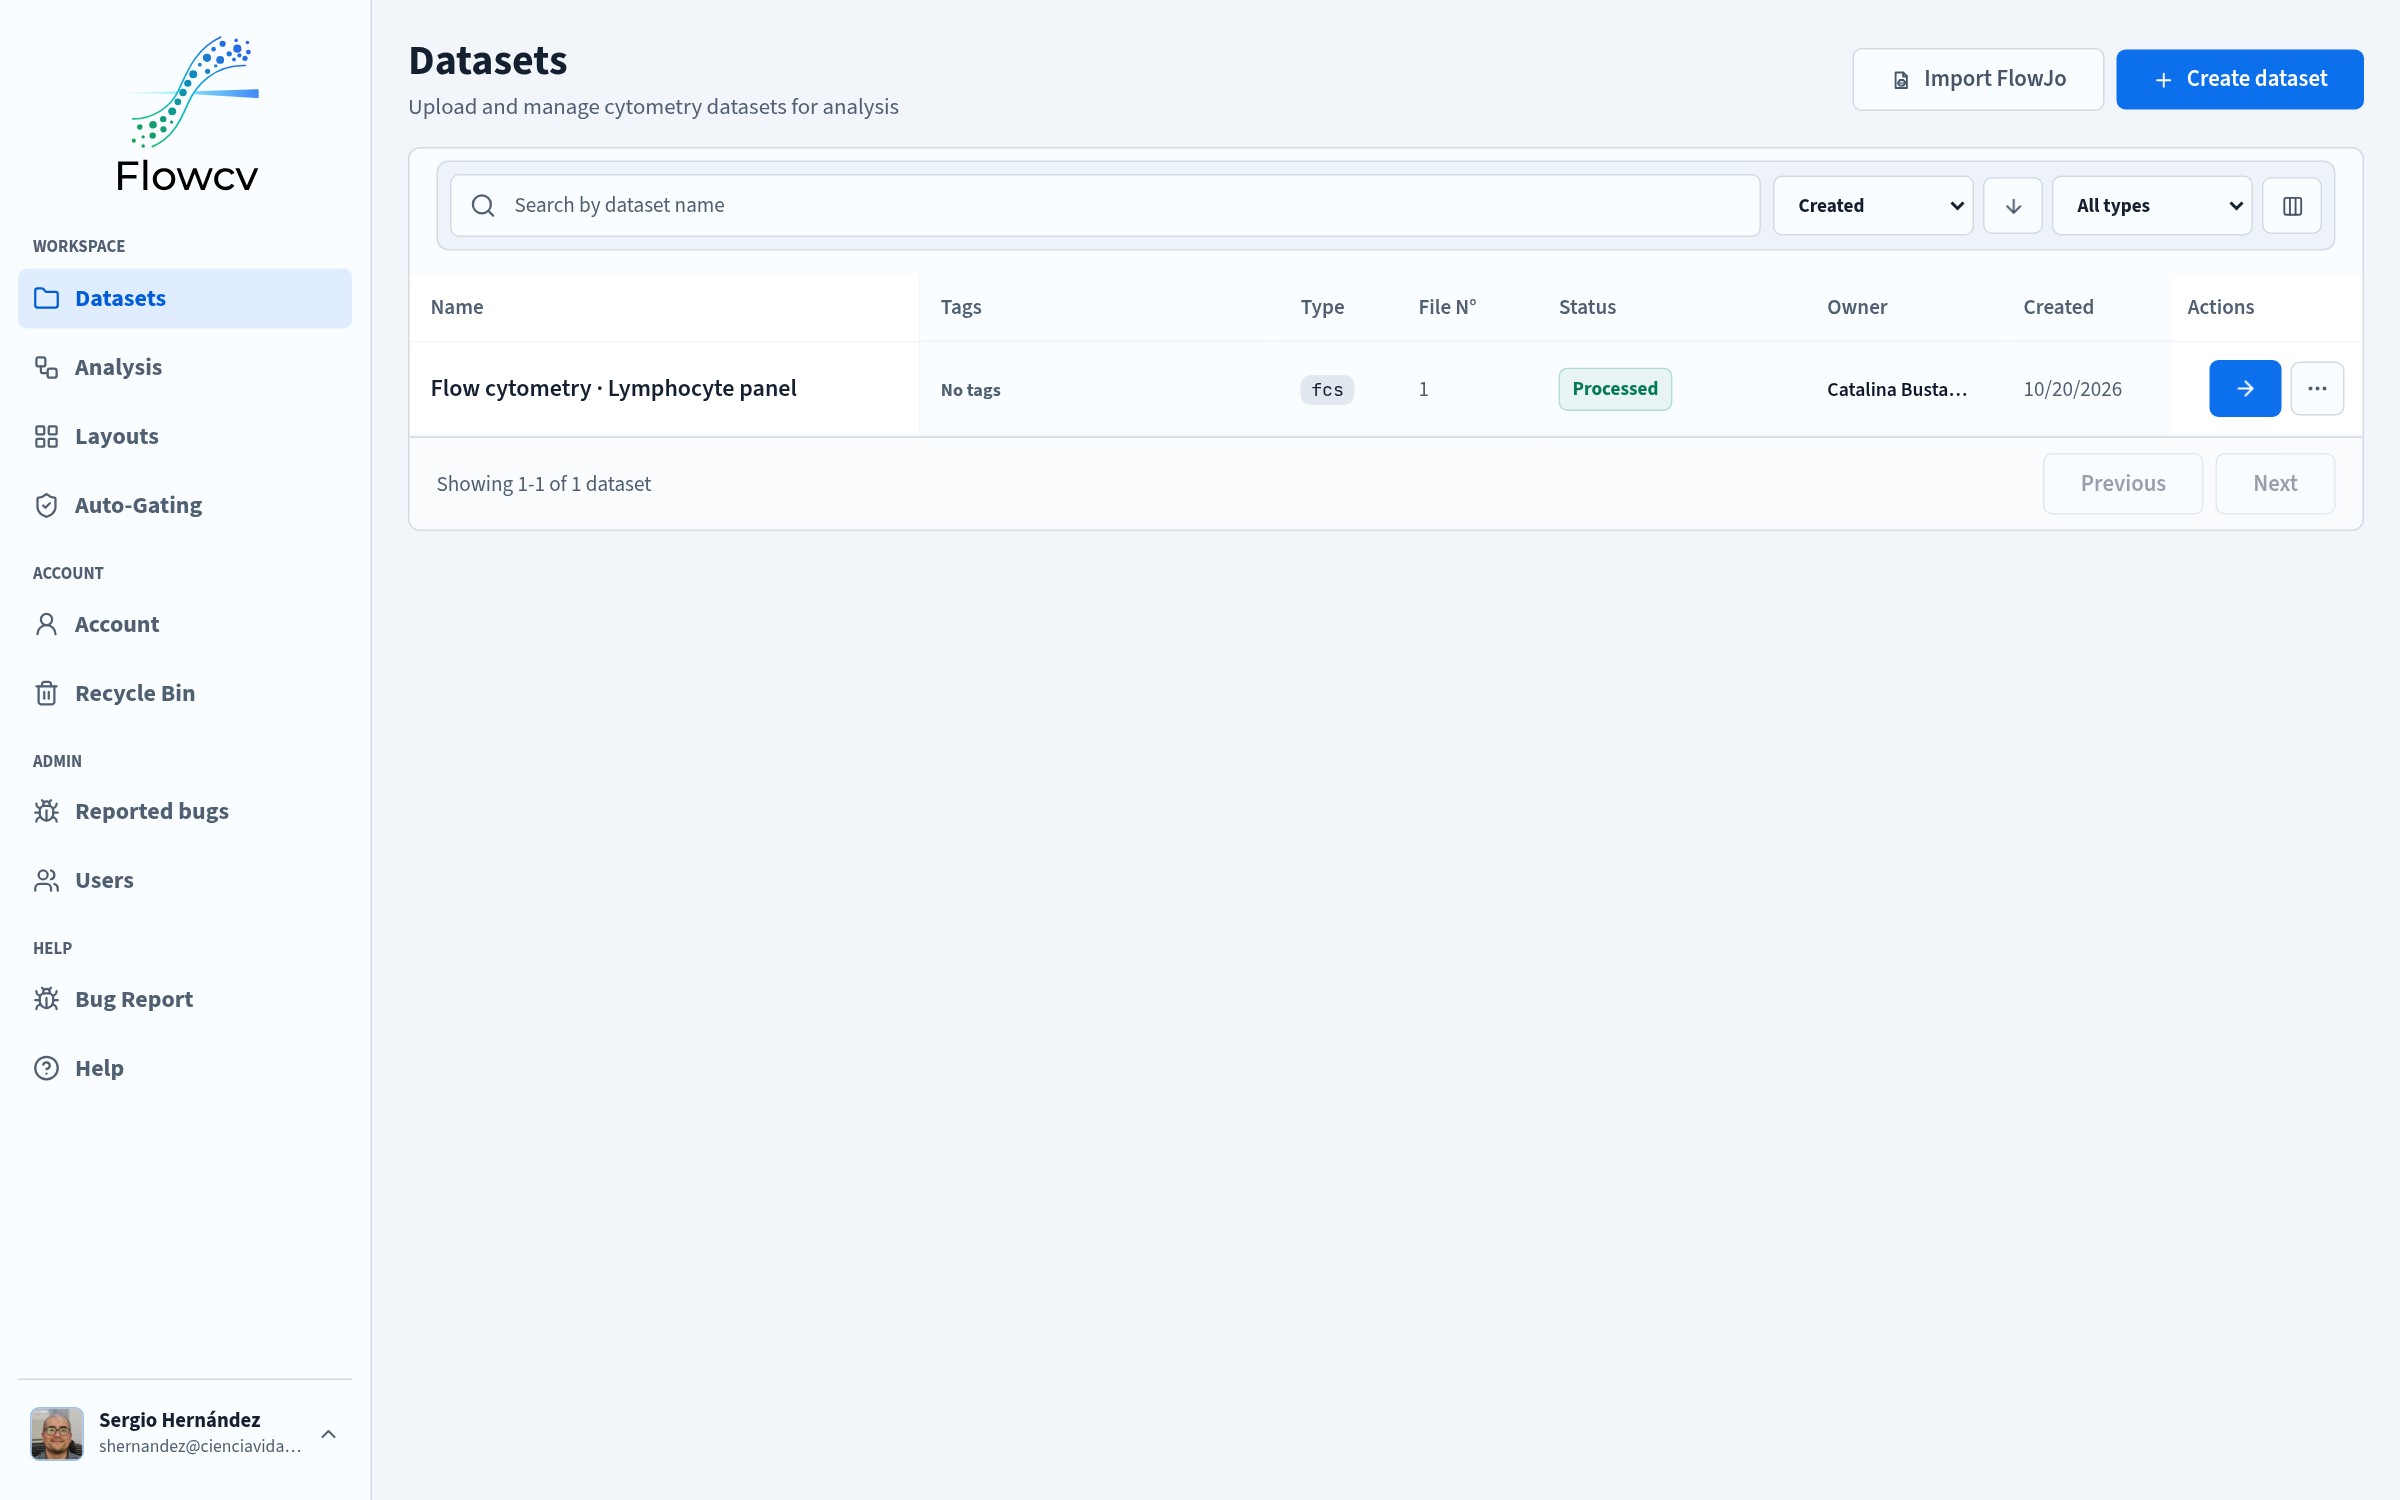 Flowcv
WORKSPACE
Datasets
Analysis
Layouts
Auto-Gating
ACCOUNT
Account
Recycle Bin
ADMIN
Reported bugs
Users
HELP
Bug Report
Help
Sergio Hernández
shernandez@cienciavida...
Datasets
Upload and manage cytometry datasets for analysis
Import FlowJo
Create dataset
Search by dataset name
Created
All types
Name Tags Type File N° Status Owner Created Actions
Flow cytometry · Lymphocyte panel No tags fcs 1 Processed Catalina Busta... 10/20/2026
Showing 1-1 of 1 dataset
Previous
Next